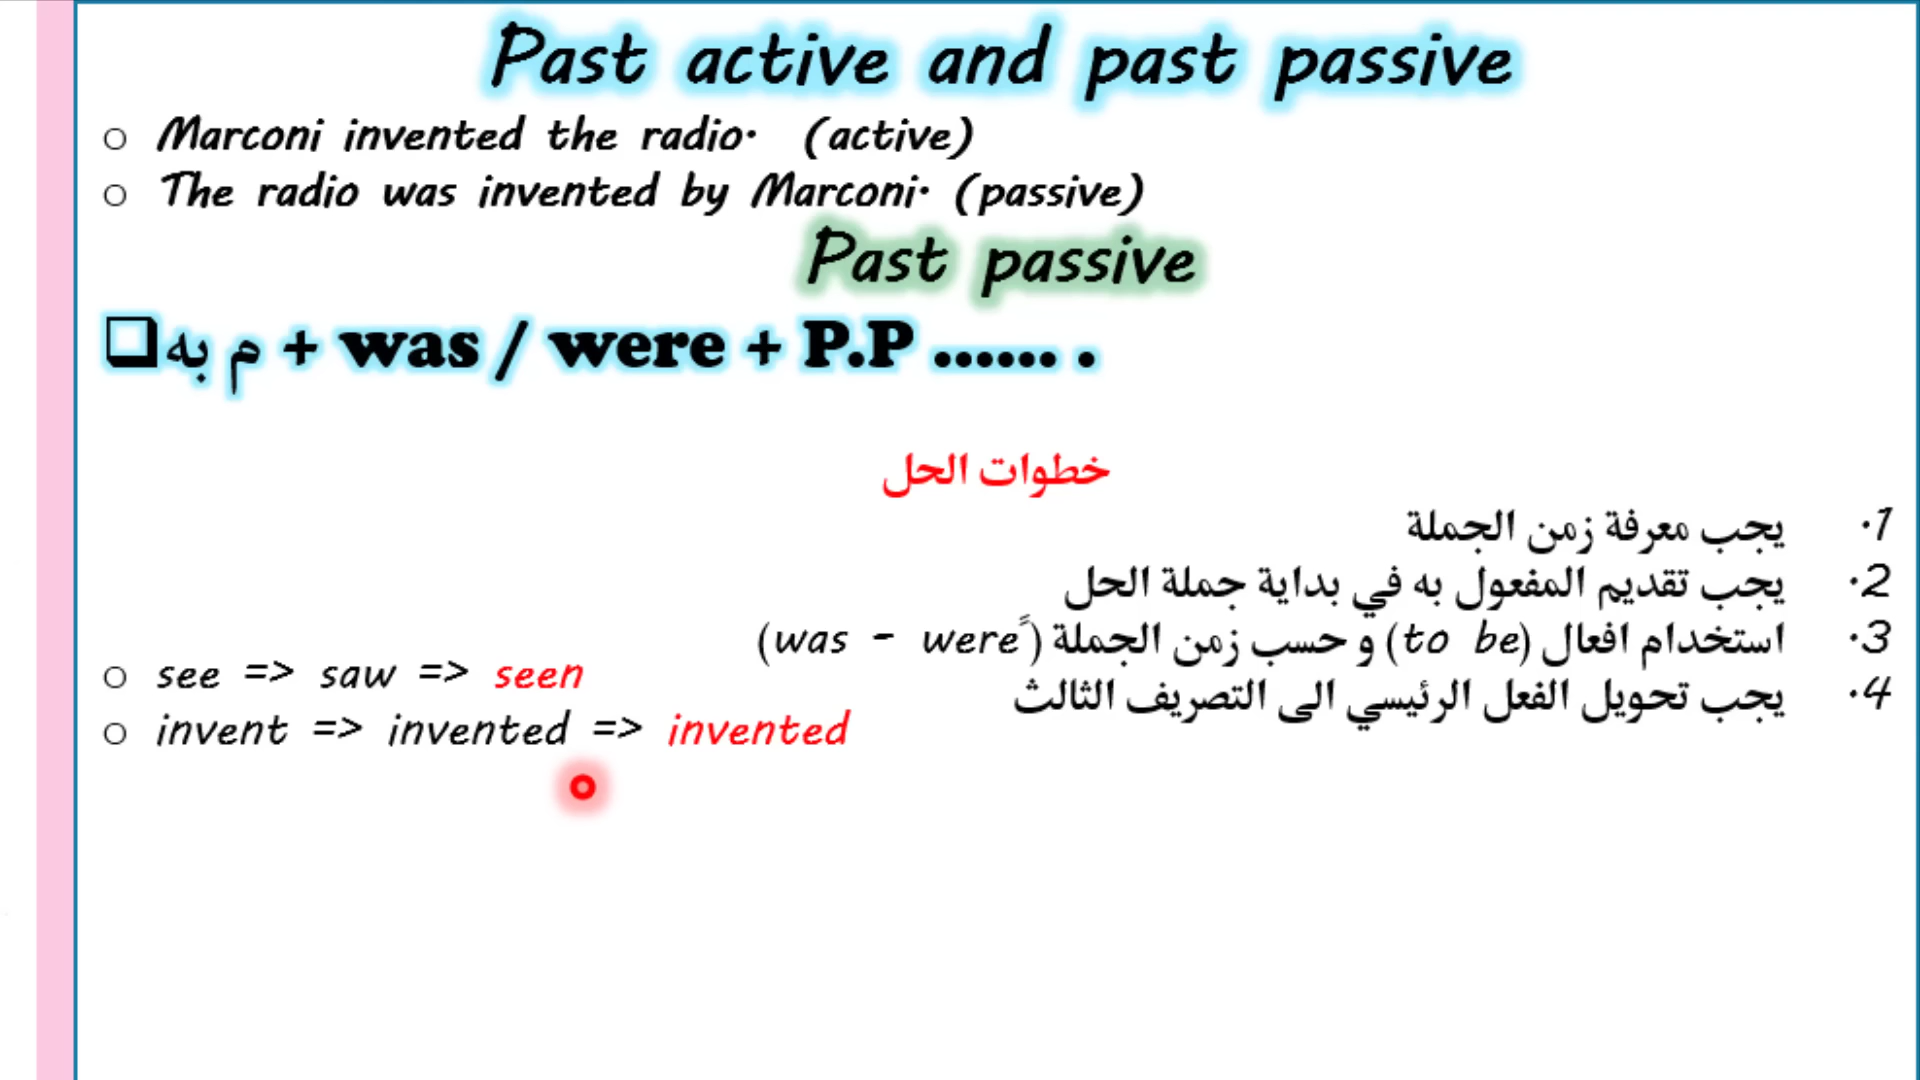 Past active and past passive
o Marconi invented the radio. (active)
o The radio was invented by Marconi. (passive)
Past passive
❑م به + was / were + P.P ...... .
خطوات الحل
1. يجب معرفة زمن الجملة
2. يجب تقديم المفعول به في بداية جملة الحل
3. استخدام افعال (to be) و حسب زمن الجملة (ًwas - were)
4. يجب تحويل الفعل الرئيسي الى التصريف الثالث
o see => saw => seen
o invent => invented => invented